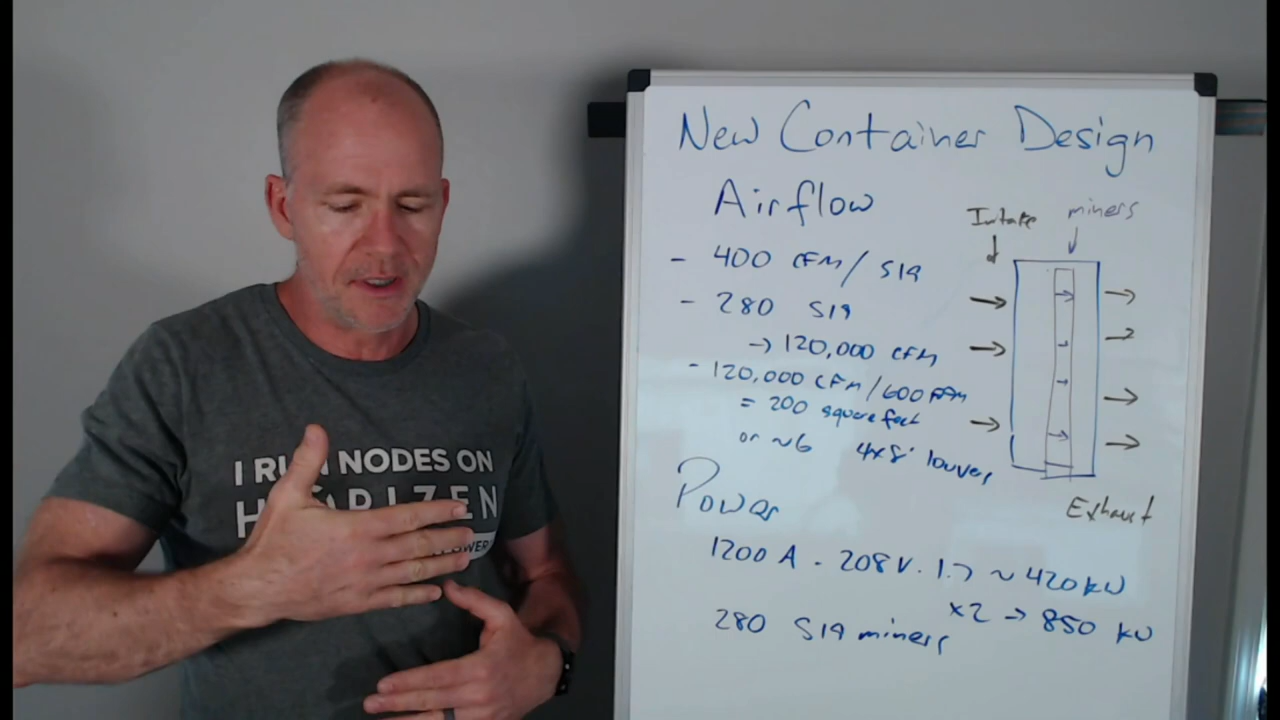 New Container Design
Airflow
- 400 CFM/S19
- 280 S19
→ 120,000 CFM
- 120,000 CFM/600 FPM
= 200 square feet
or ~6 4x8' louvers
Intake
miners
Exhaust
Power
1200 A · 208 V · 1.7 ~ 420 kW
x2 → 850 kW
280 S19 miners
I RUN NODES ON
H RIZEN
OWER